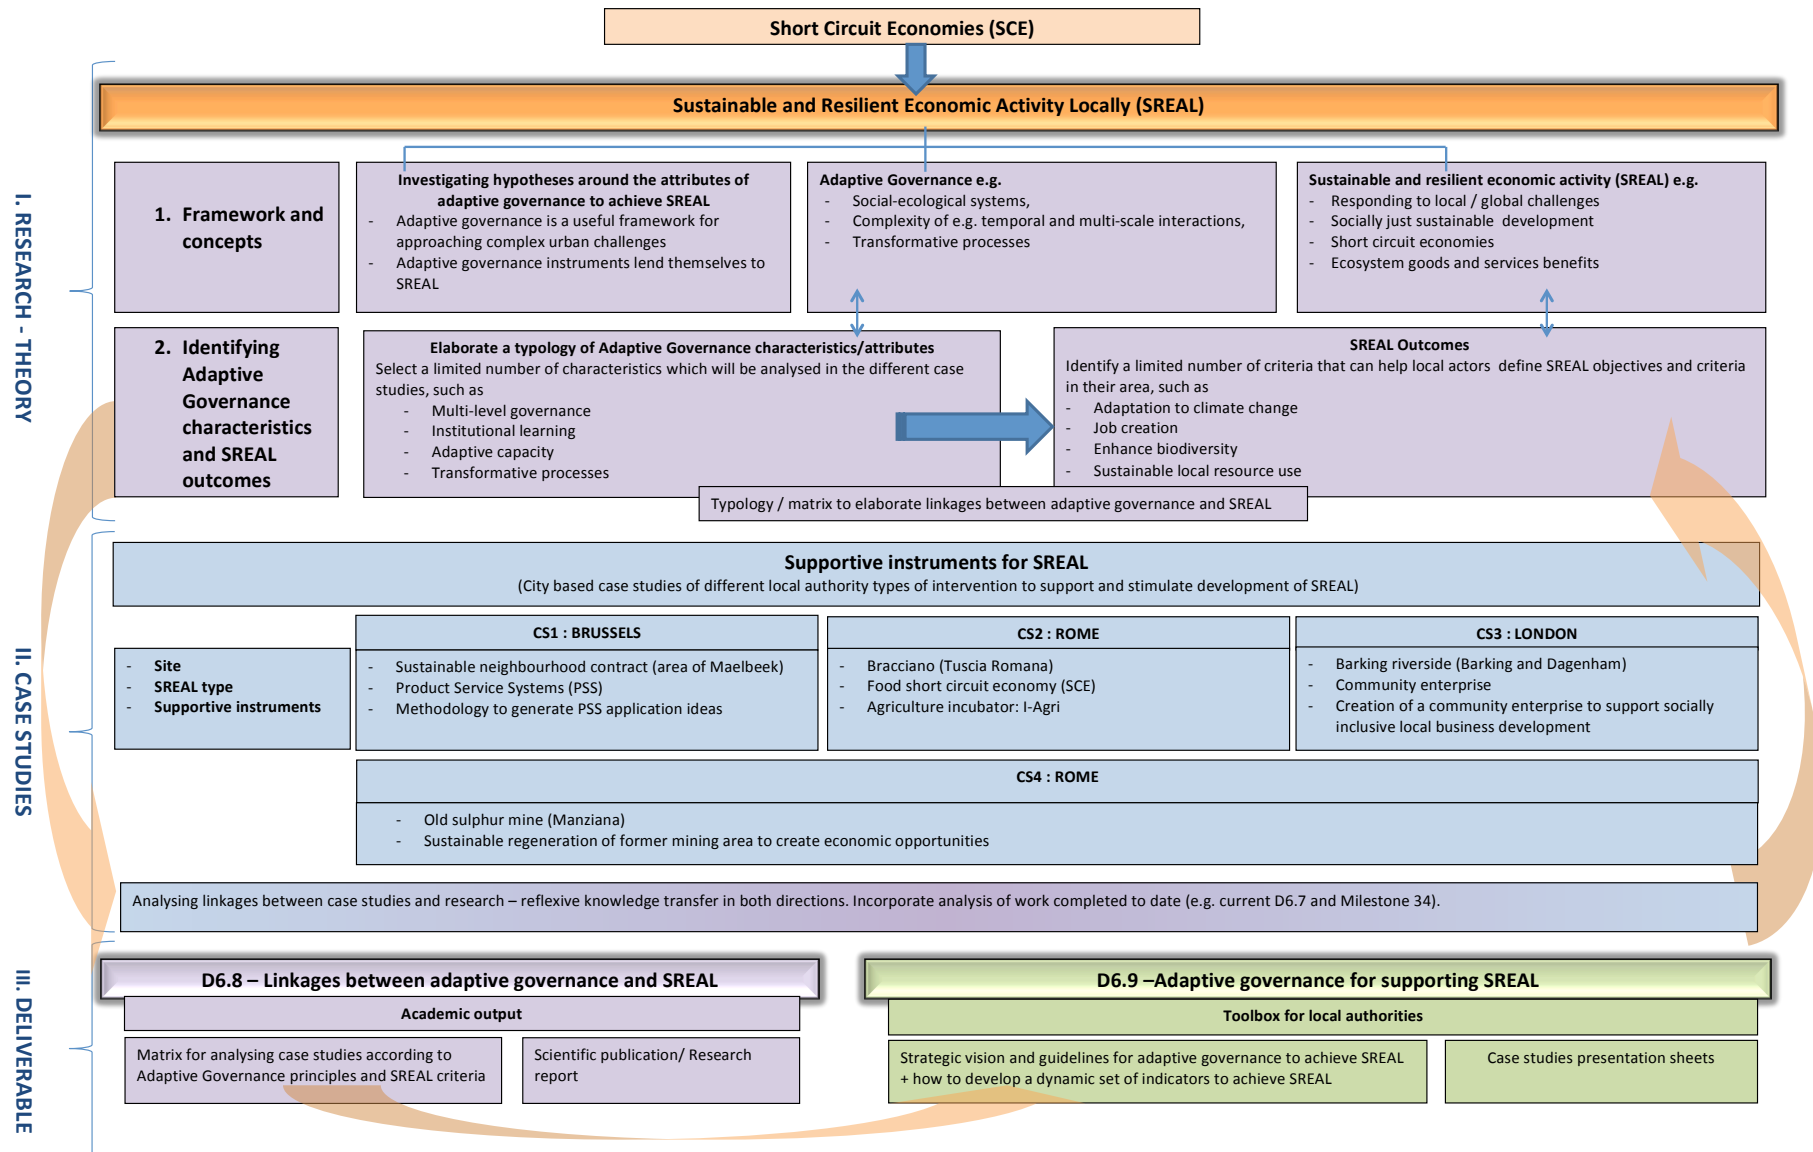 Short Circuit Economies (SCE)
Sustainable and Resilient Economic Activity Locally (SREAL)
I. RESEARCH - THEORY
1. Framework and
concepts
Investigating hypotheses around the attributes of
adaptive governance to achieve SREAL
- Adaptive governance is a useful framework for
approaching complex urban challenges
- Adaptive governance instruments lend themselves to
SREAL
Adaptive Governance e.g.
- Social-ecological systems,
- Complexity of e.g. temporal and multi-scale interactions,
- Transformative processes
Sustainable and resilient economic activity (SREAL) e.g.
- Responding to local / global challenges
- Socially just sustainable development
- Short circuit economies
- Ecosystem goods and services benefits
2. Identifying
Adaptive
Governance
characteristics
and SREAL
outcomes
Elaborate a typology of Adaptive Governance characteristics/attributes
Select a limited number of characteristics which will be analysed in the different case
studies, such as
- Multi-level governance
- Institutional learning
- Adaptive capacity
- Transformative processes
SREAL Outcomes
Identify a limited number of criteria that can help local actors define SREAL objectives and criteria
in their area, such as
- Adaptation to climate change
- Job creation
- Enhance biodiversity
- Sustainable local resource use
Typology / matrix to elaborate linkages between adaptive governance and SREAL
II. CASE STUDIES
Supportive instruments for SREAL
(City based case studies of different local authority types of intervention to support and stimulate development of SREAL)
- Site
- SREAL type
- Supportive instruments
CS1 : BRUSSELS
- Sustainable neighbourhood contract (area of Maelbeek)
- Product Service Systems (PSS)
- Methodology to generate PSS application ideas
CS2 : ROME
- Bracciano (Tuscia Romana)
- Food short circuit economy (SCE)
- Agriculture incubator: I-Agri
CS3 : LONDON
- Barking riverside (Barking and Dagenham)
- Community enterprise
- Creation of a community enterprise to support socially
inclusive local business development
CS4 : ROME
- Old sulphur mine (Manziana)
- Sustainable regeneration of former mining area to create economic opportunities
Analysing linkages between case studies and research – reflexive knowledge transfer in both directions. Incorporate analysis of work completed to date (e.g. current D6.7 and Milestone 34).
III. DELIVERABLE
D6.8 – Linkages between adaptive governance and SREAL
Academic output
Matrix for analysing case studies according to
Adaptive Governance principles and SREAL criteria
Scientific publication/ Research
report
D6.9 –Adaptive governance for supporting SREAL
Toolbox for local authorities
Strategic vision and guidelines for adaptive governance to achieve SREAL
+ how to develop a dynamic set of indicators to achieve SREAL
Case studies presentation sheets